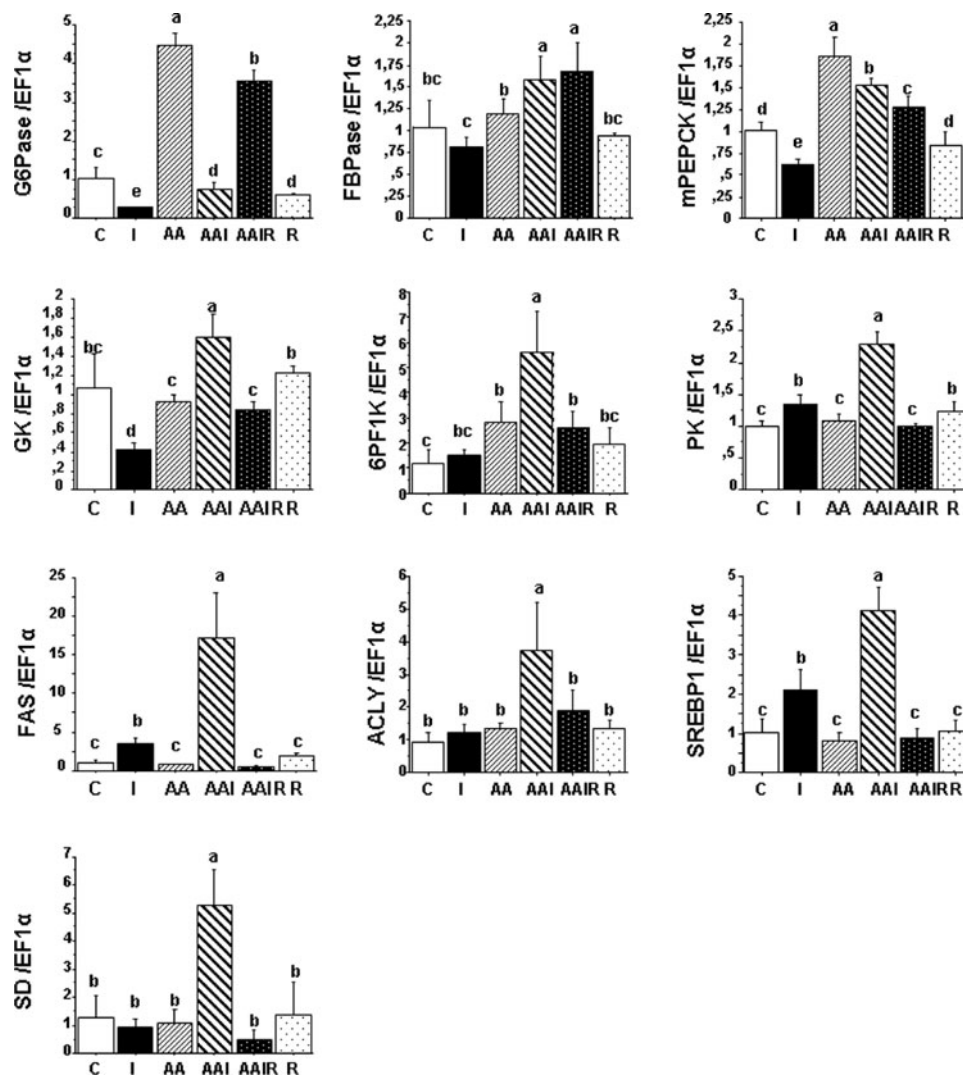 G6Pase /EF1α
5
4
3
2
1
0
c
e
a
d
b
d
C I AA AAI AAIR R
FBPase /EF1α
2,25
2
1,75
1,5
1,25
1
,75
,5
,25
0
bc
c
b
a
a
bc
C I AA AAI AAIR R
mPEPCK /EF1α
2,25
2
1,75
1,5
1,25
1
,75
,5
,25
0
d
e
a
b
c
d
C I AA AAI AAIR R
GK /EF1α
2
1,8
1,6
1,4
1,2
1
,8
,6
,4
,2
0
bc
d
c
a
c
b
C I AA AAI AAIR R
6PF1K /EF1α
8
7
6
5
4
3
2
1
0
c
bc
b
a
b
bc
C I AA AAI AAIR R
PK /EF1α
3
2,5
2
1,5
1
,5
0
c
b
c
a
c
b
C I AA AAI AAIR R
FAS /EF1α
25
20
15
10
5
0
c
b
c
a
c
c
C I AA AAI AAIR R
ACLY /EF1α
6
5
4
3
2
1
0
b
b
b
a
b
b
C I AA AAI AAIR R
SREBP1 /EF1α
5
4
3
2
1
0
c
b
c
a
c
c
C I AA AAI AAIR R
SD /EF1α
7
6
5
4
3
2
1
0
b
b
b
a
b
b
C I AA AAI AAIR R